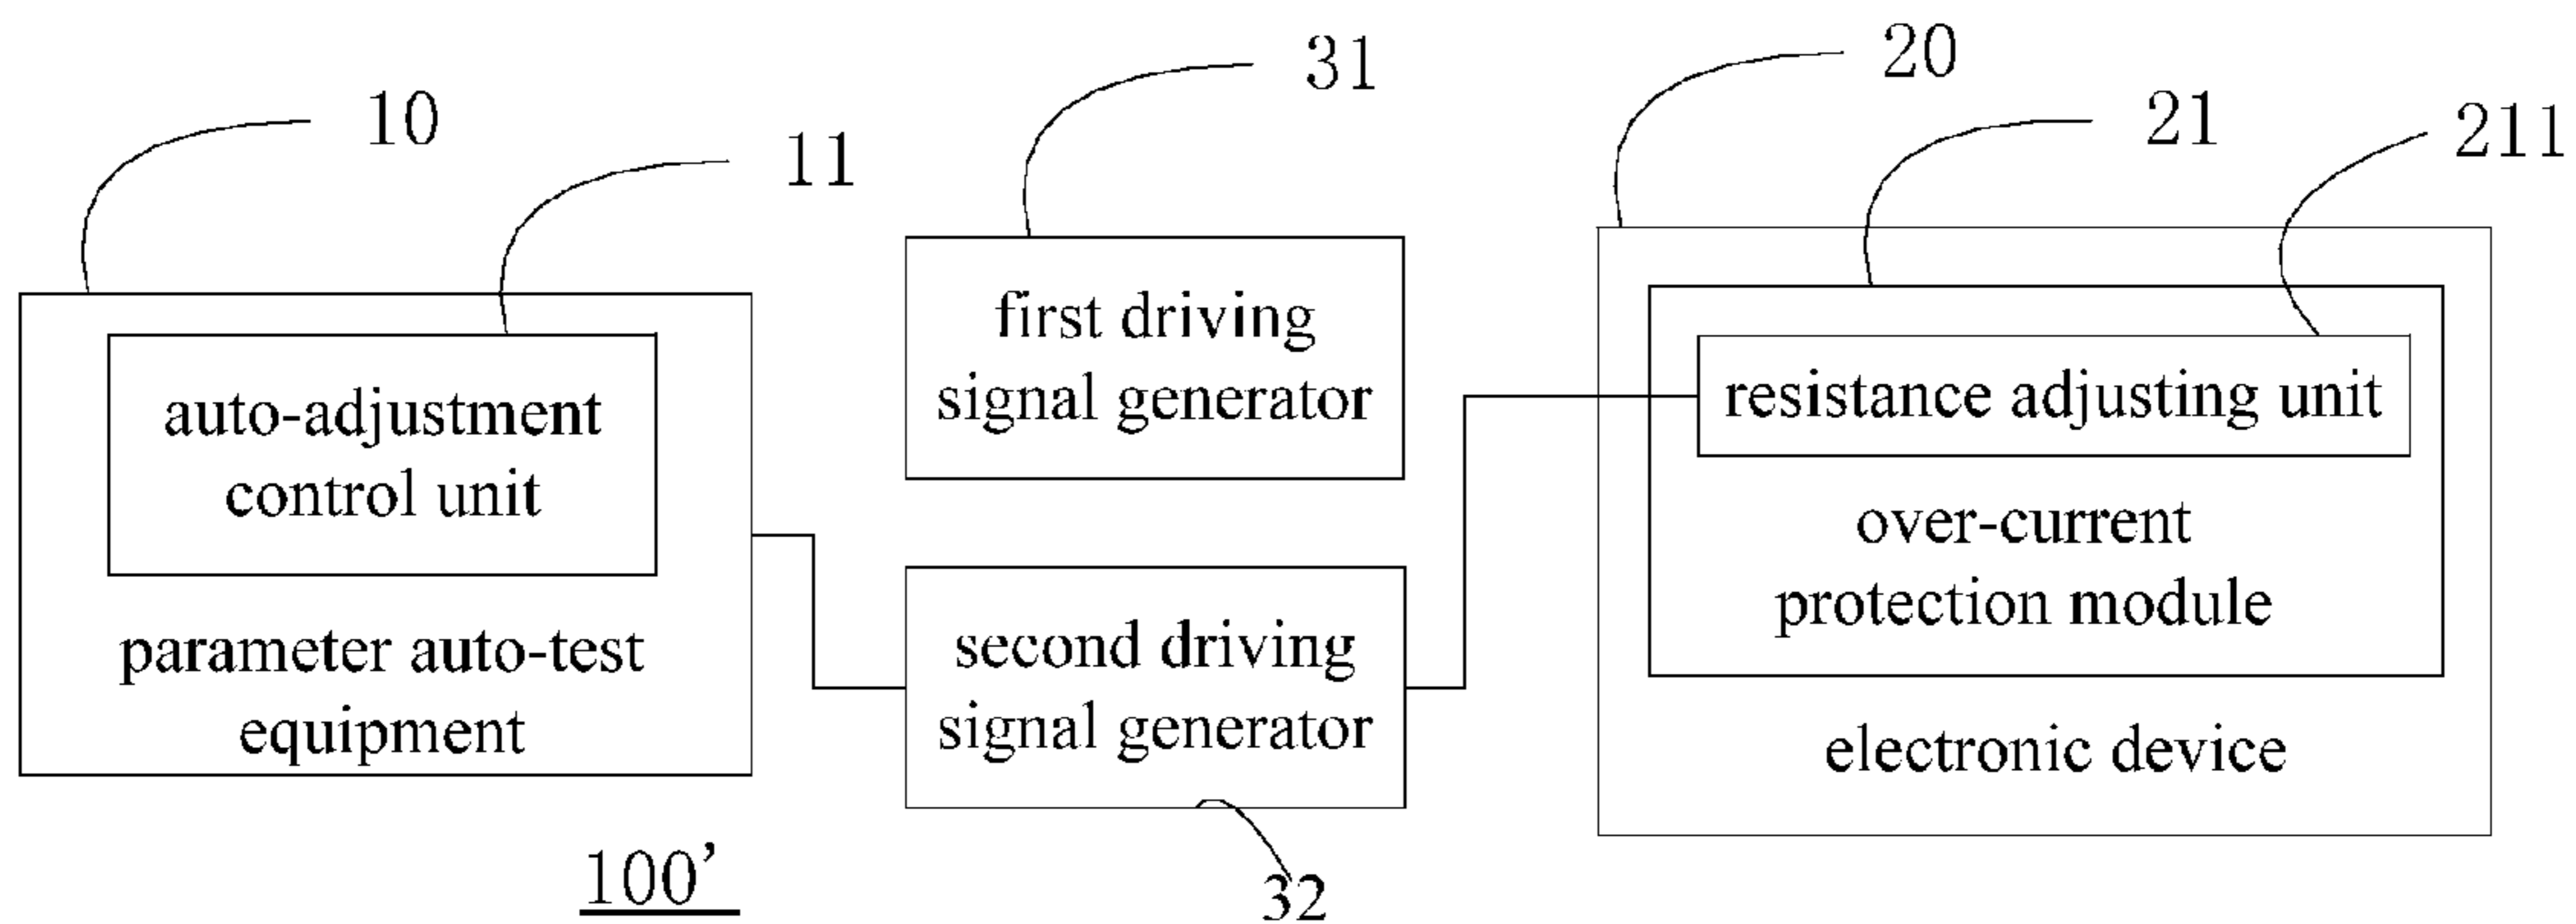 10
11
31
20
21
211
auto-adjustment
control unit
parameter auto-test
equipment
first driving
signal generator
second driving
signal generator
resistance adjusting unit
over-current
protection module
electronic device
100’
32